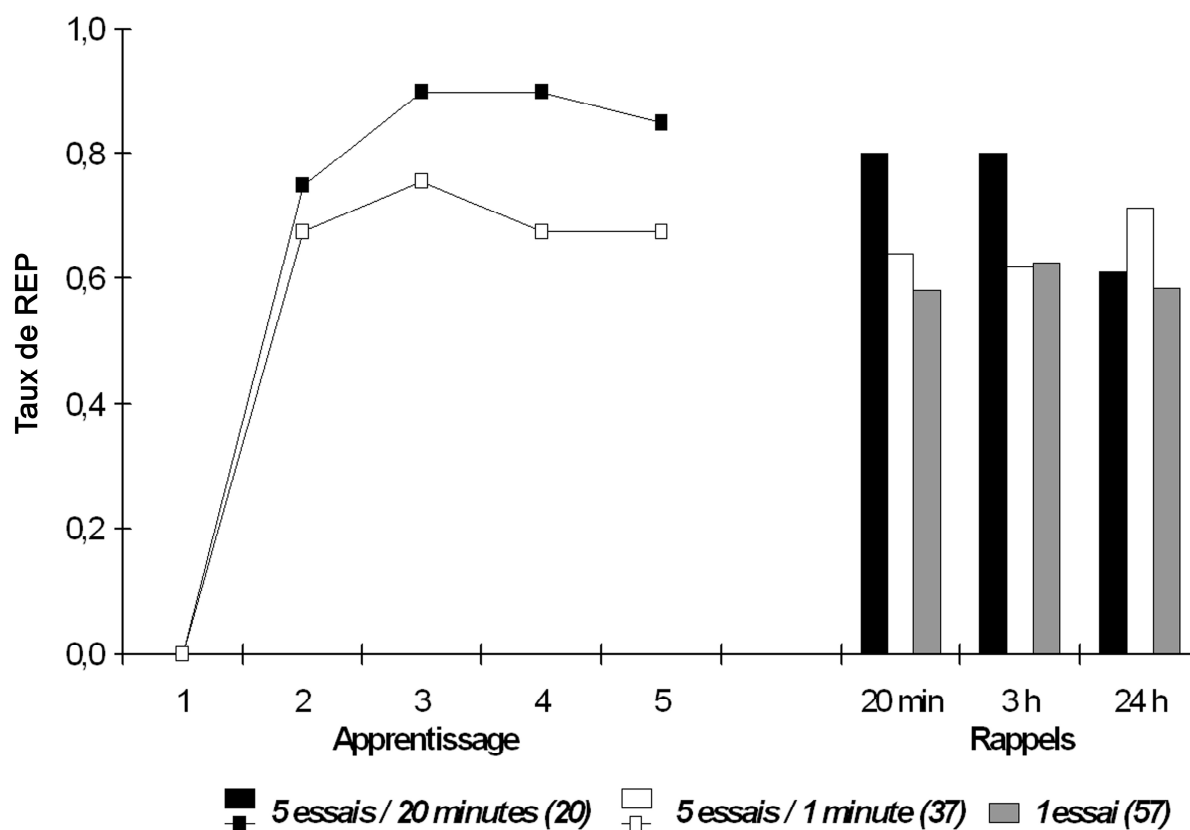 1,0
0,8
0,6
0,4
0,2
0,0
Taux de REP
1 2 3 4 5 20 min 3 h 24 h
Apprentissage Rappels
5 essais / 20 minutes (20) 5 essais / 1 minute (37) 1 essai (57)